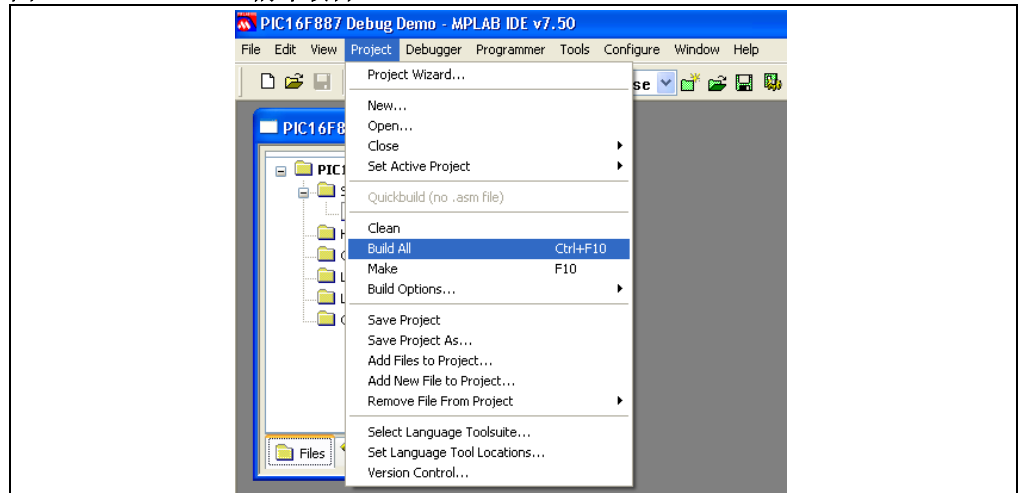 PIC16F887 Debug Demo - MPLAB IDE v7.50
File Edit View Project Debugger Programmer Tools Configure Window Help
se
PIC16F8
Project Wizard...
New...
Open...
Close
Set Active Project
Quickbuild (no .asm file)
Clean
Build All Ctrl+F10
Make F10
Build Options...
Save Project
Save Project As...
Add Files to Project...
Add New File to Project...
Remove File From Project
Select Language Toolsuite...
Set Language Tool Locations...
Version Control...
PIC1
Files